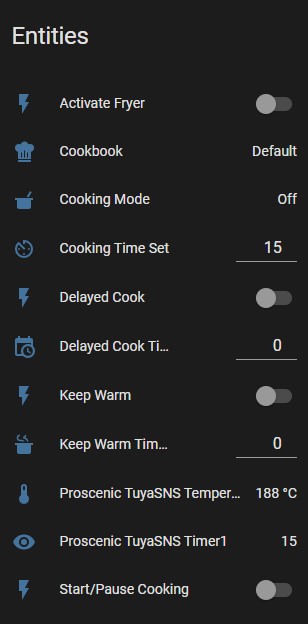 Entities
Activate Fryer
Cookbook Default
Cooking Mode Off
Cooking Time Set 15
Delayed Cook
Delayed Cook Ti... 0
Keep Warm
Keep Warm Tim... 0
Proscenic TuyaSNS Temper... 188 °C
Proscenic TuyaSNS Timer1 15
Start/Pause Cooking